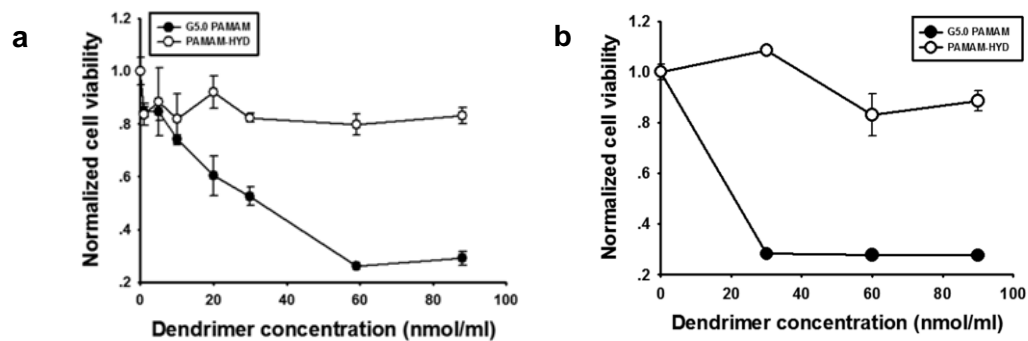 a
G5.0 PAMAM
PAMAM-HYD
Normalized cell viability
1.2
1.0
.8
.6
.4
.2
0 20 40 60 80 100
Dendrimer concentration (nmol/ml)
b
G5.0 PAMAM
PAMAM-HYD
Normalized cell viability
1.2
1.0
.8
.6
.4
.2
0 20 40 60 80 100
Dendrimer concentration (nmol/ml)